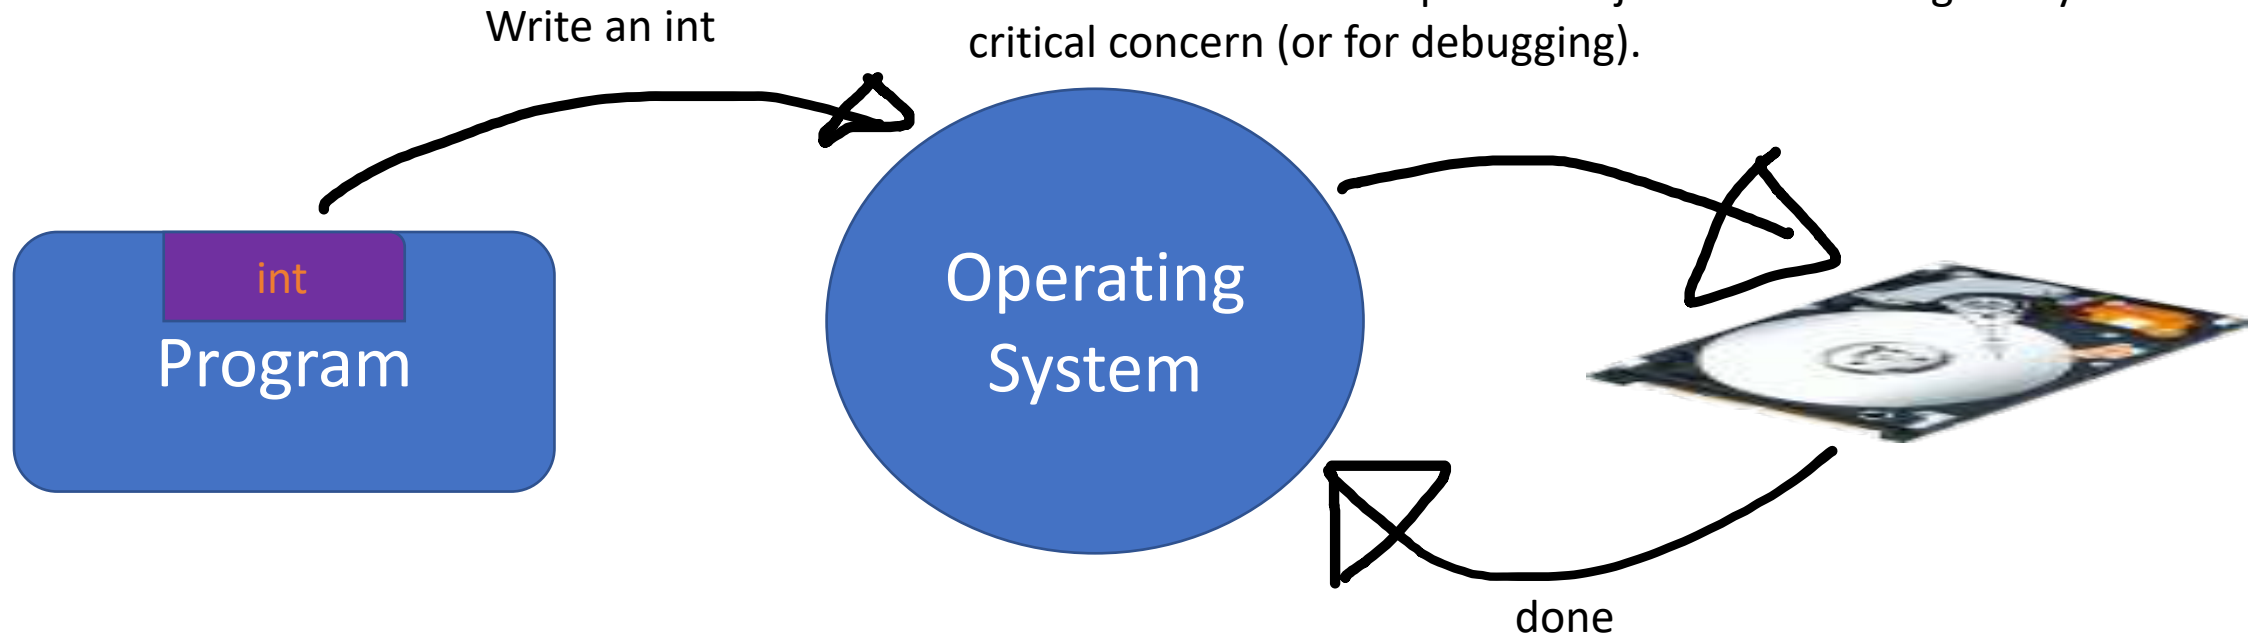 Write an int
critical concern (or for debugging).
int
Program
Operating
System
done